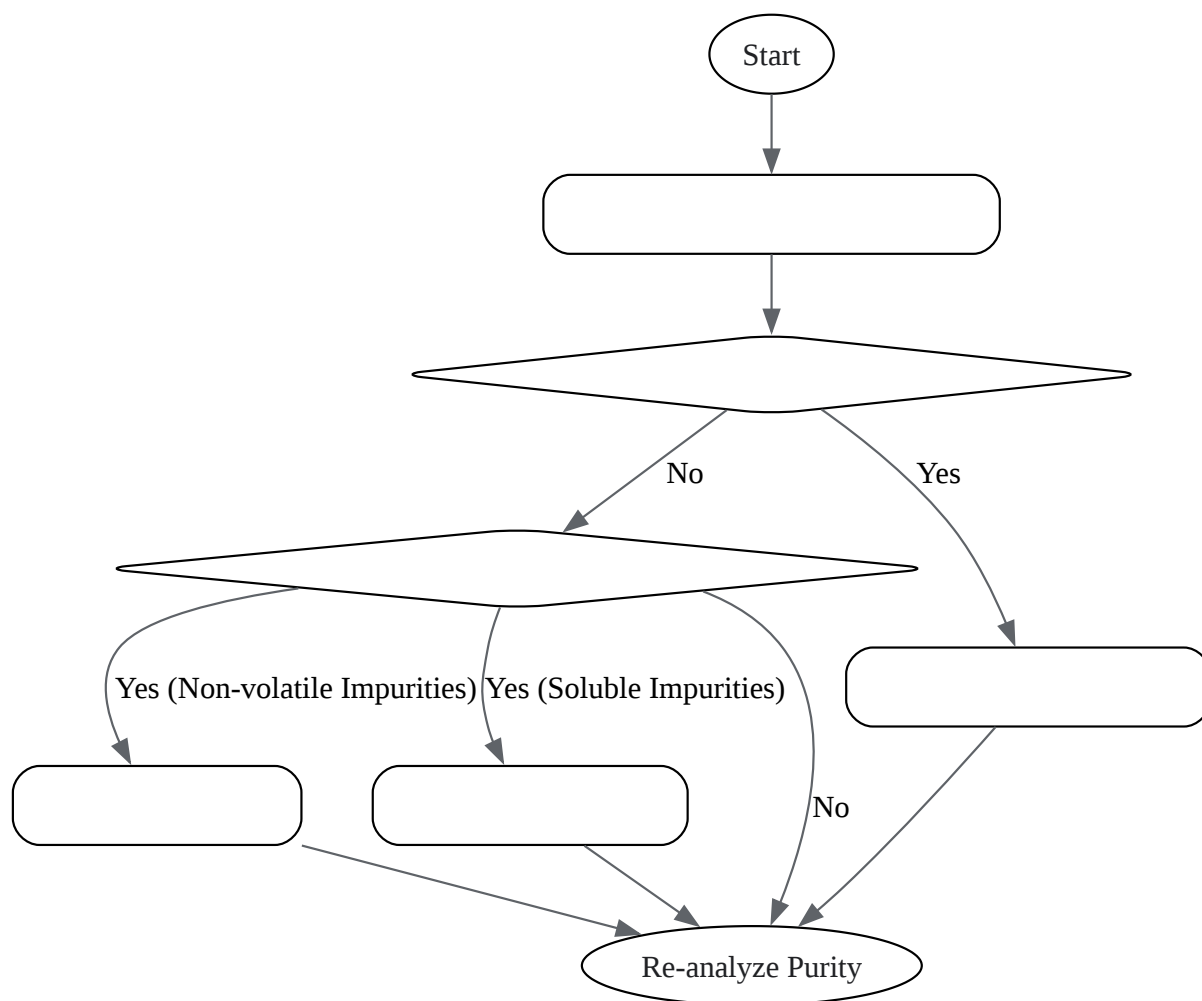 Start
No
Yes
Yes (Non-volatile Impurities)
Yes (Soluble Impurities)
No
Re-analyze Purity